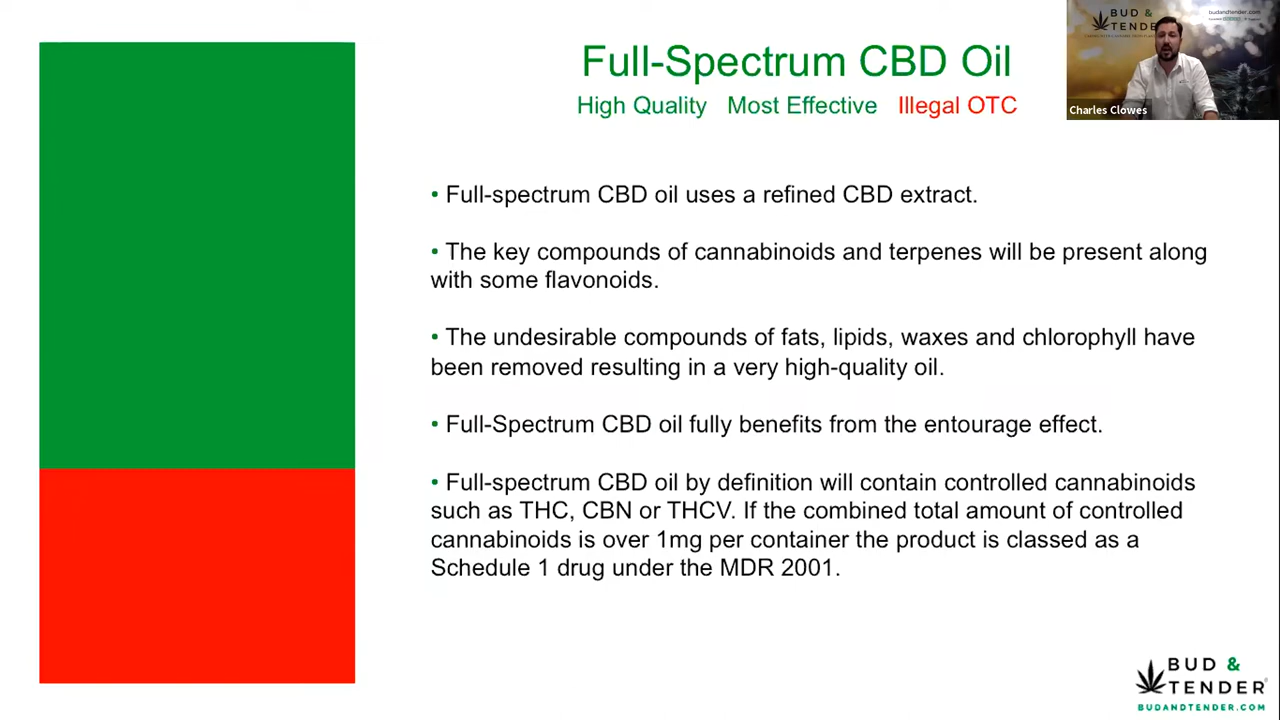 Full-Spectrum CBD Oil
High Quality Most Effective Illegal OTC
• Full-spectrum CBD oil uses a refined CBD extract.
• The key compounds of cannabinoids and terpenes will be present along
with some flavonoids.
• The undesirable compounds of fats, lipids, waxes and chlorophyll have
been removed resulting in a very high-quality oil.
• Full-Spectrum CBD oil fully benefits from the entourage effect.
• Full-spectrum CBD oil by definition will contain controlled cannabinoids
such as THC, CBN or THCV. If the combined total amount of controlled
cannabinoids is over 1mg per container the product is classed as a
Schedule 1 drug under the MDR 2001.
BUD &
TENDE
budandtender.com
Charles Clowes
BUD &
TENDER®
BUDANDTENDER.COM